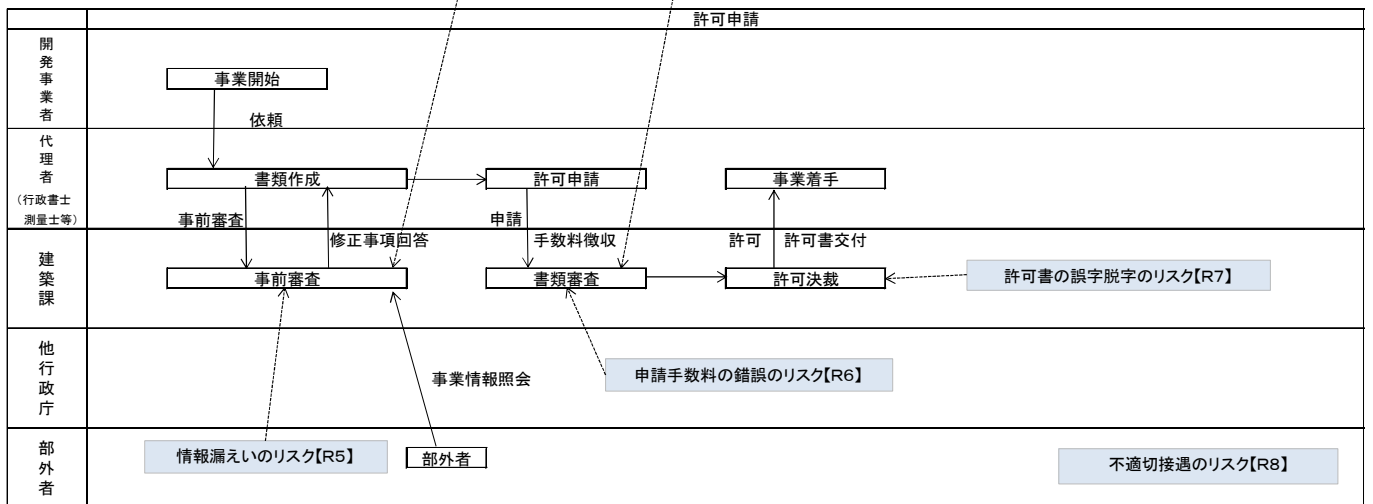 許可申請
開発事業者
事業開始
依頼
代理者
(行政書士
測量士等)
書類作成
許可申請
事業着手
事前審査
修正事項回答
申請
手数料徴収
許可
許可書交付
建築課
事前審査
書類審査
許可決裁
許可書の誤字脱字のリスク【R7】
他行政庁
事業情報照会
申請手数料の錯誤のリスク【R6】
部外者
情報漏えいのリスク【R5】
部外者
不適切接遇のリスク【R8】